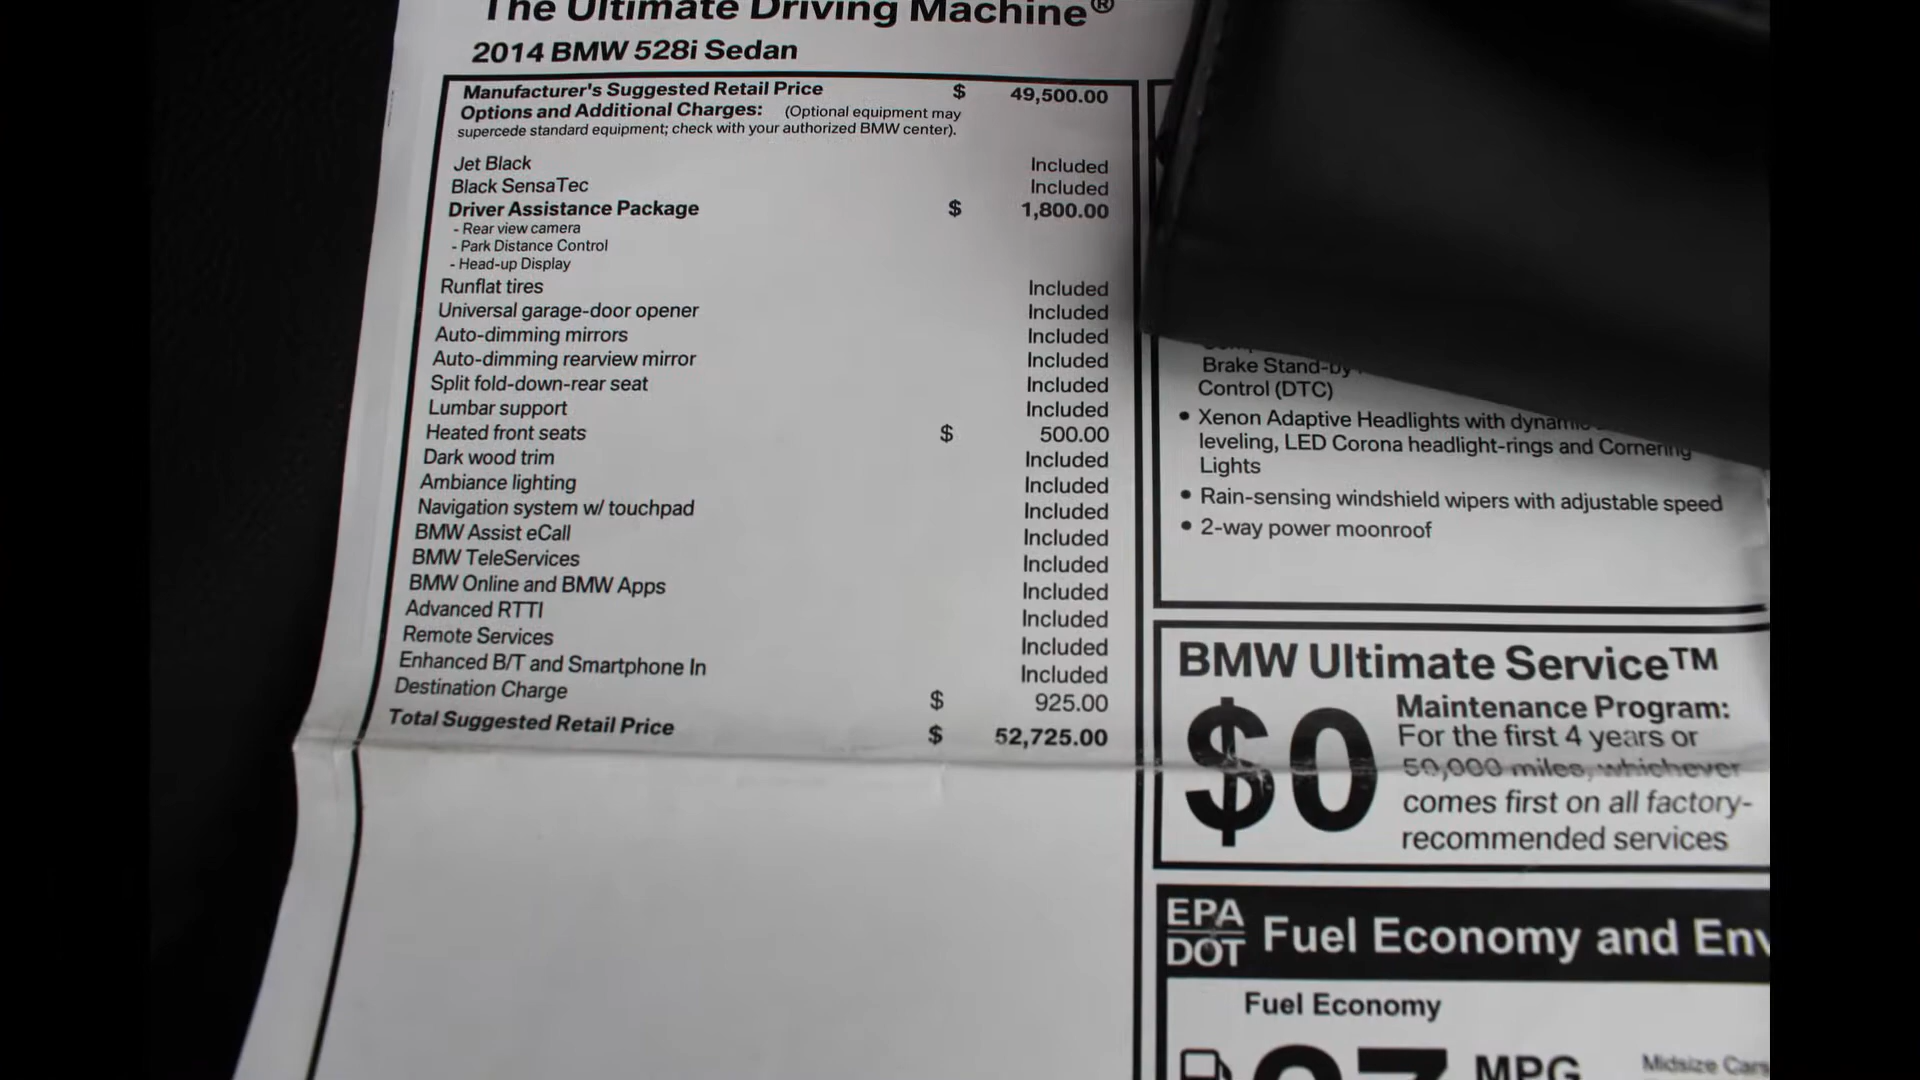 The Ultimate Driving Machine®
2014 BMW 528i Sedan
Manufacturer's Suggested Retail Price $ 49,500.00
Options and Additional Charges: (Optional equipment may
supercede standard equipment; check with your authorized BMW center).
Jet Black Included
Black SensaTec Included
Driver Assistance Package $ 1,800.00
- Rear view camera
- Park Distance Control
- Head-up Display
Runflat tires Included
Universal garage-door opener Included
Auto-dimming mirrors Included
Auto-dimming rearview mirror Included
Split fold-down-rear seat Included
Lumbar support Included
Heated front seats $ 500.00
Dark wood trim Included
Ambiance lighting Included
Navigation system w/ touchpad Included
BMW Assist eCall Included
BMW TeleServices Included
BMW Online and BMW Apps Included
Advanced RTTI Included
Remote Services Included
Enhanced B/T and Smartphone In Included
Destination Charge $ 925.00
Total Suggested Retail Price $ 52,725.00
Brake Stand-by
Control (DTC)
• Xenon Adaptive Headlights with dynamic
leveling, LED Corona headlight-rings and Cornering
Lights
• Rain-sensing windshield wipers with adjustable speed
• 2-way power moonroof
BMW Ultimate Service™
$0
Maintenance Program:
For the first 4 years or
50,000 miles, whichever
comes first on all factory-
recommended services
EPA
DOT
Fuel Economy and Env
Fuel Economy
MPG
Midsize Cars